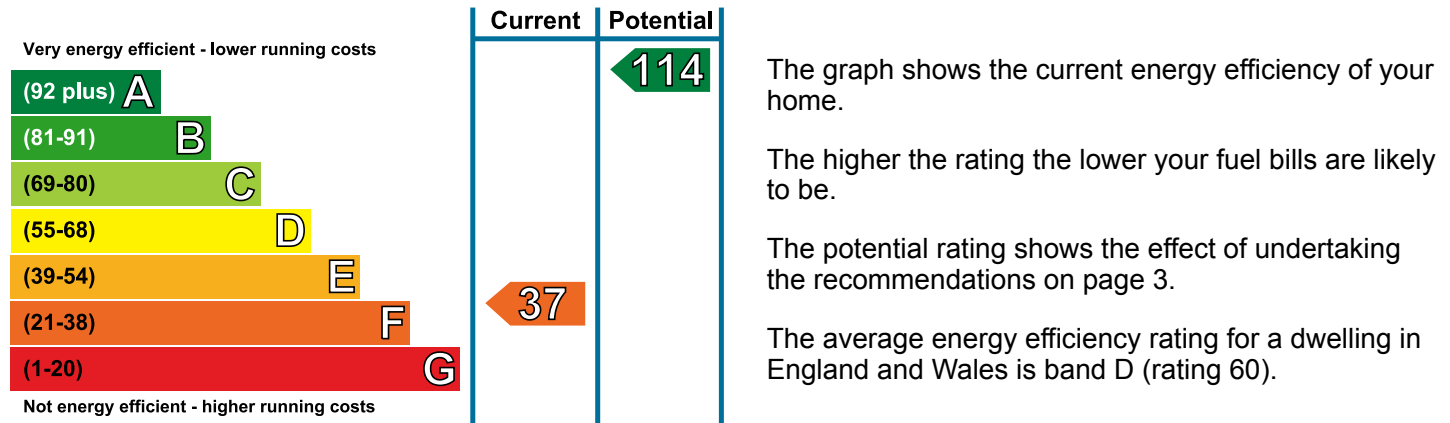 Current Potential
Very energy efficient - lower running costs
114
(92 plus) A
(81-91) B
(69-80) C
(55-68) D
(39-54) E
37
(21-38) F
(1-20) G
Not energy efficient - higher running costs
The graph shows the current energy efficiency of your
home.
The higher the rating the lower your fuel bills are likely
to be.
The potential rating shows the effect of undertaking
the recommendations on page 3.
The average energy efficiency rating for a dwelling in
England and Wales is band D (rating 60).